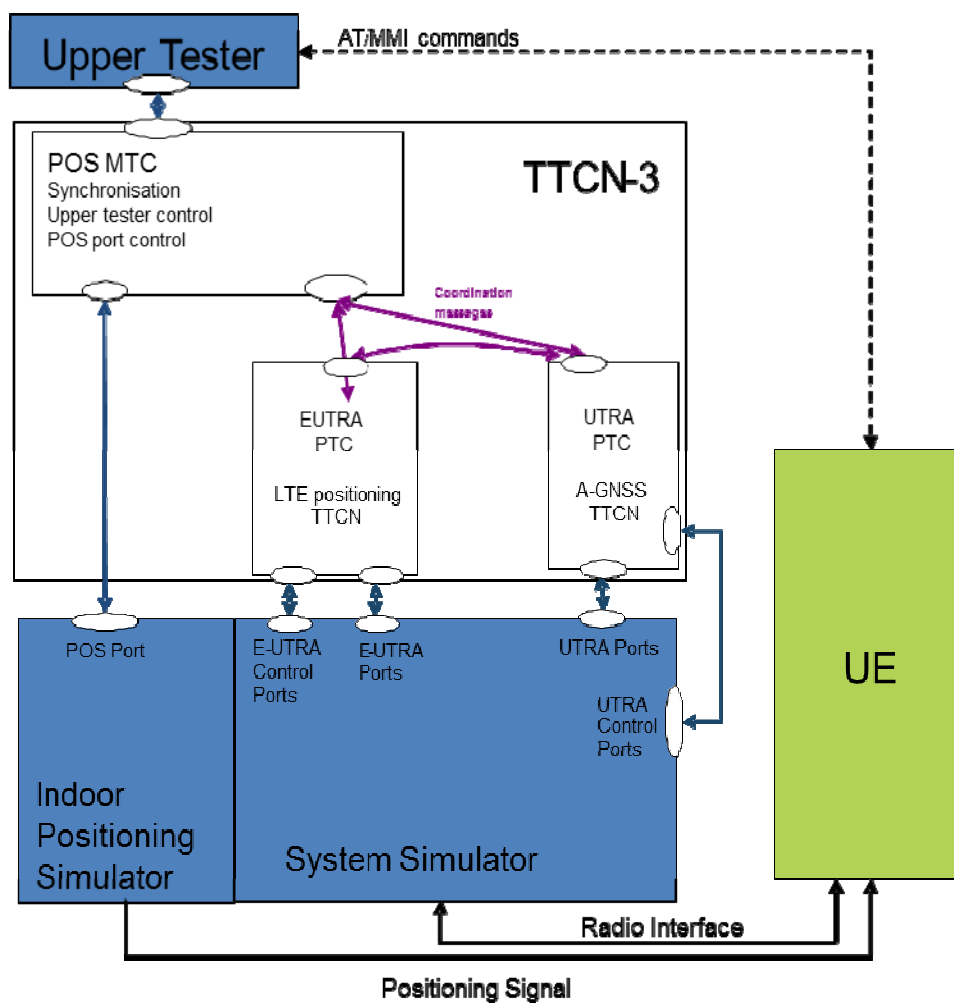 Upper Tester
AT/MMI commands
POS MTC
Synchronisation
Upper tester control
POS port control
TTCN-3
Coordination
massages
EUTRA
PTC
LTE positioning
TTCN
UTRA
PTC
A-GNSS
TTCN
POS Port
E-UTRA
Control
Ports
E-UTRA
Ports
UTRA Ports
UTRA
Control
Ports
UE
Indoor
Positioning
Simulator
System Simulator
Radio Interface
Positioning Signal